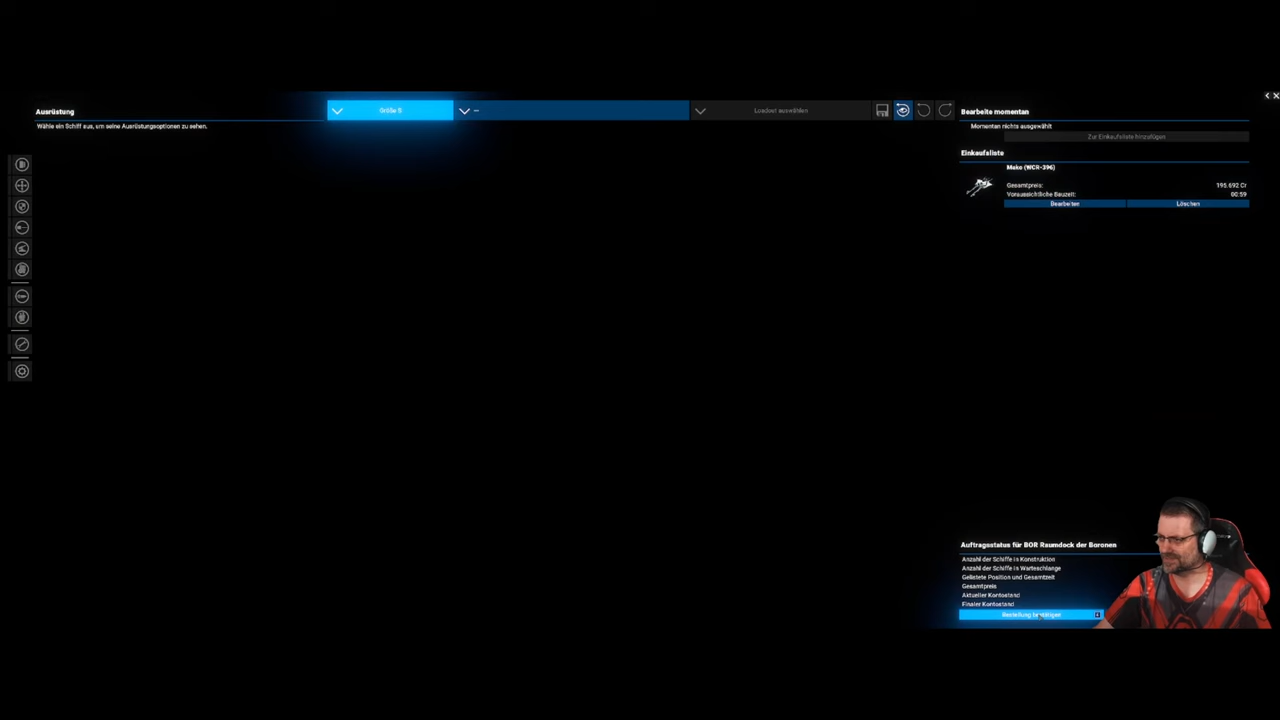 Ausrüstung
Wähle ein Schiff aus, um seine Ausrüstungsoptionen zu sehen.
Größe S
--
Loadout auswählen
Bearbeite momentan
Momentan nichts ausgewählt
Zur Einkaufsliste hinzufügen
Einkaufsliste
Mako (WCR-396)
Gesamtpreis: 195.692 Cr
Voraussichtliche Bauzeit: 00:59
Bearbeiten
Löschen
Auftragsstatus für BOR Raumdock der Boronen
Anzahl der Schiffe in Konstruktion
Anzahl der Schiffe in Warteschlange
Gelistete Position und Gesamtzeit
Gesamtpreis
Aktueller Kontostand
Finaler Kontostand
Bestellung bestätigen